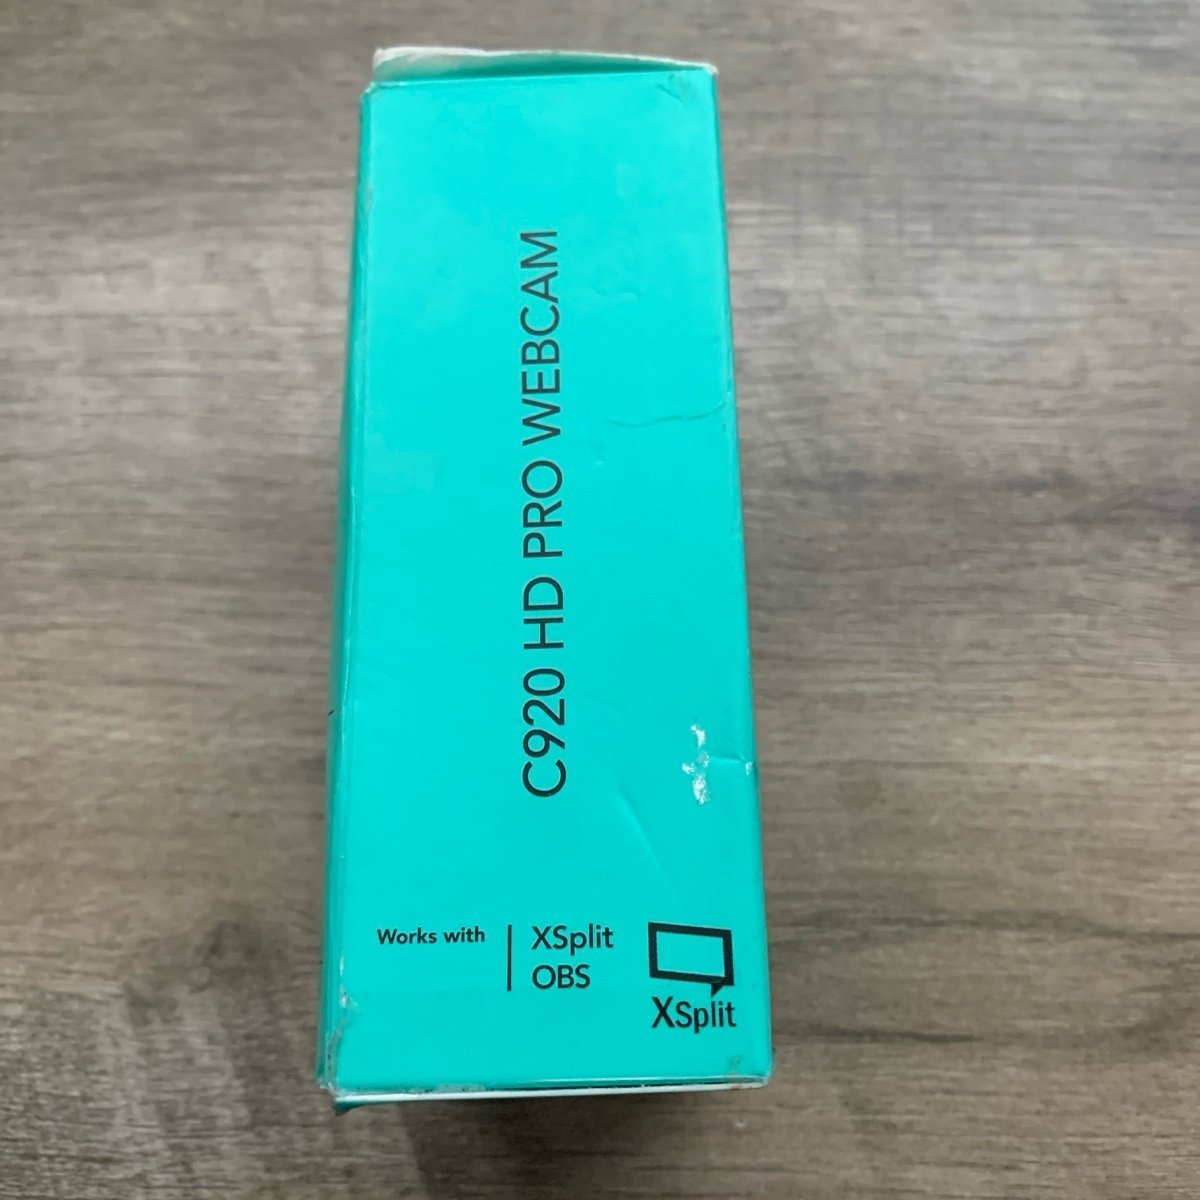 C920 HD PRO WEBCAM
Works with
XSplit
OBS
XSplit